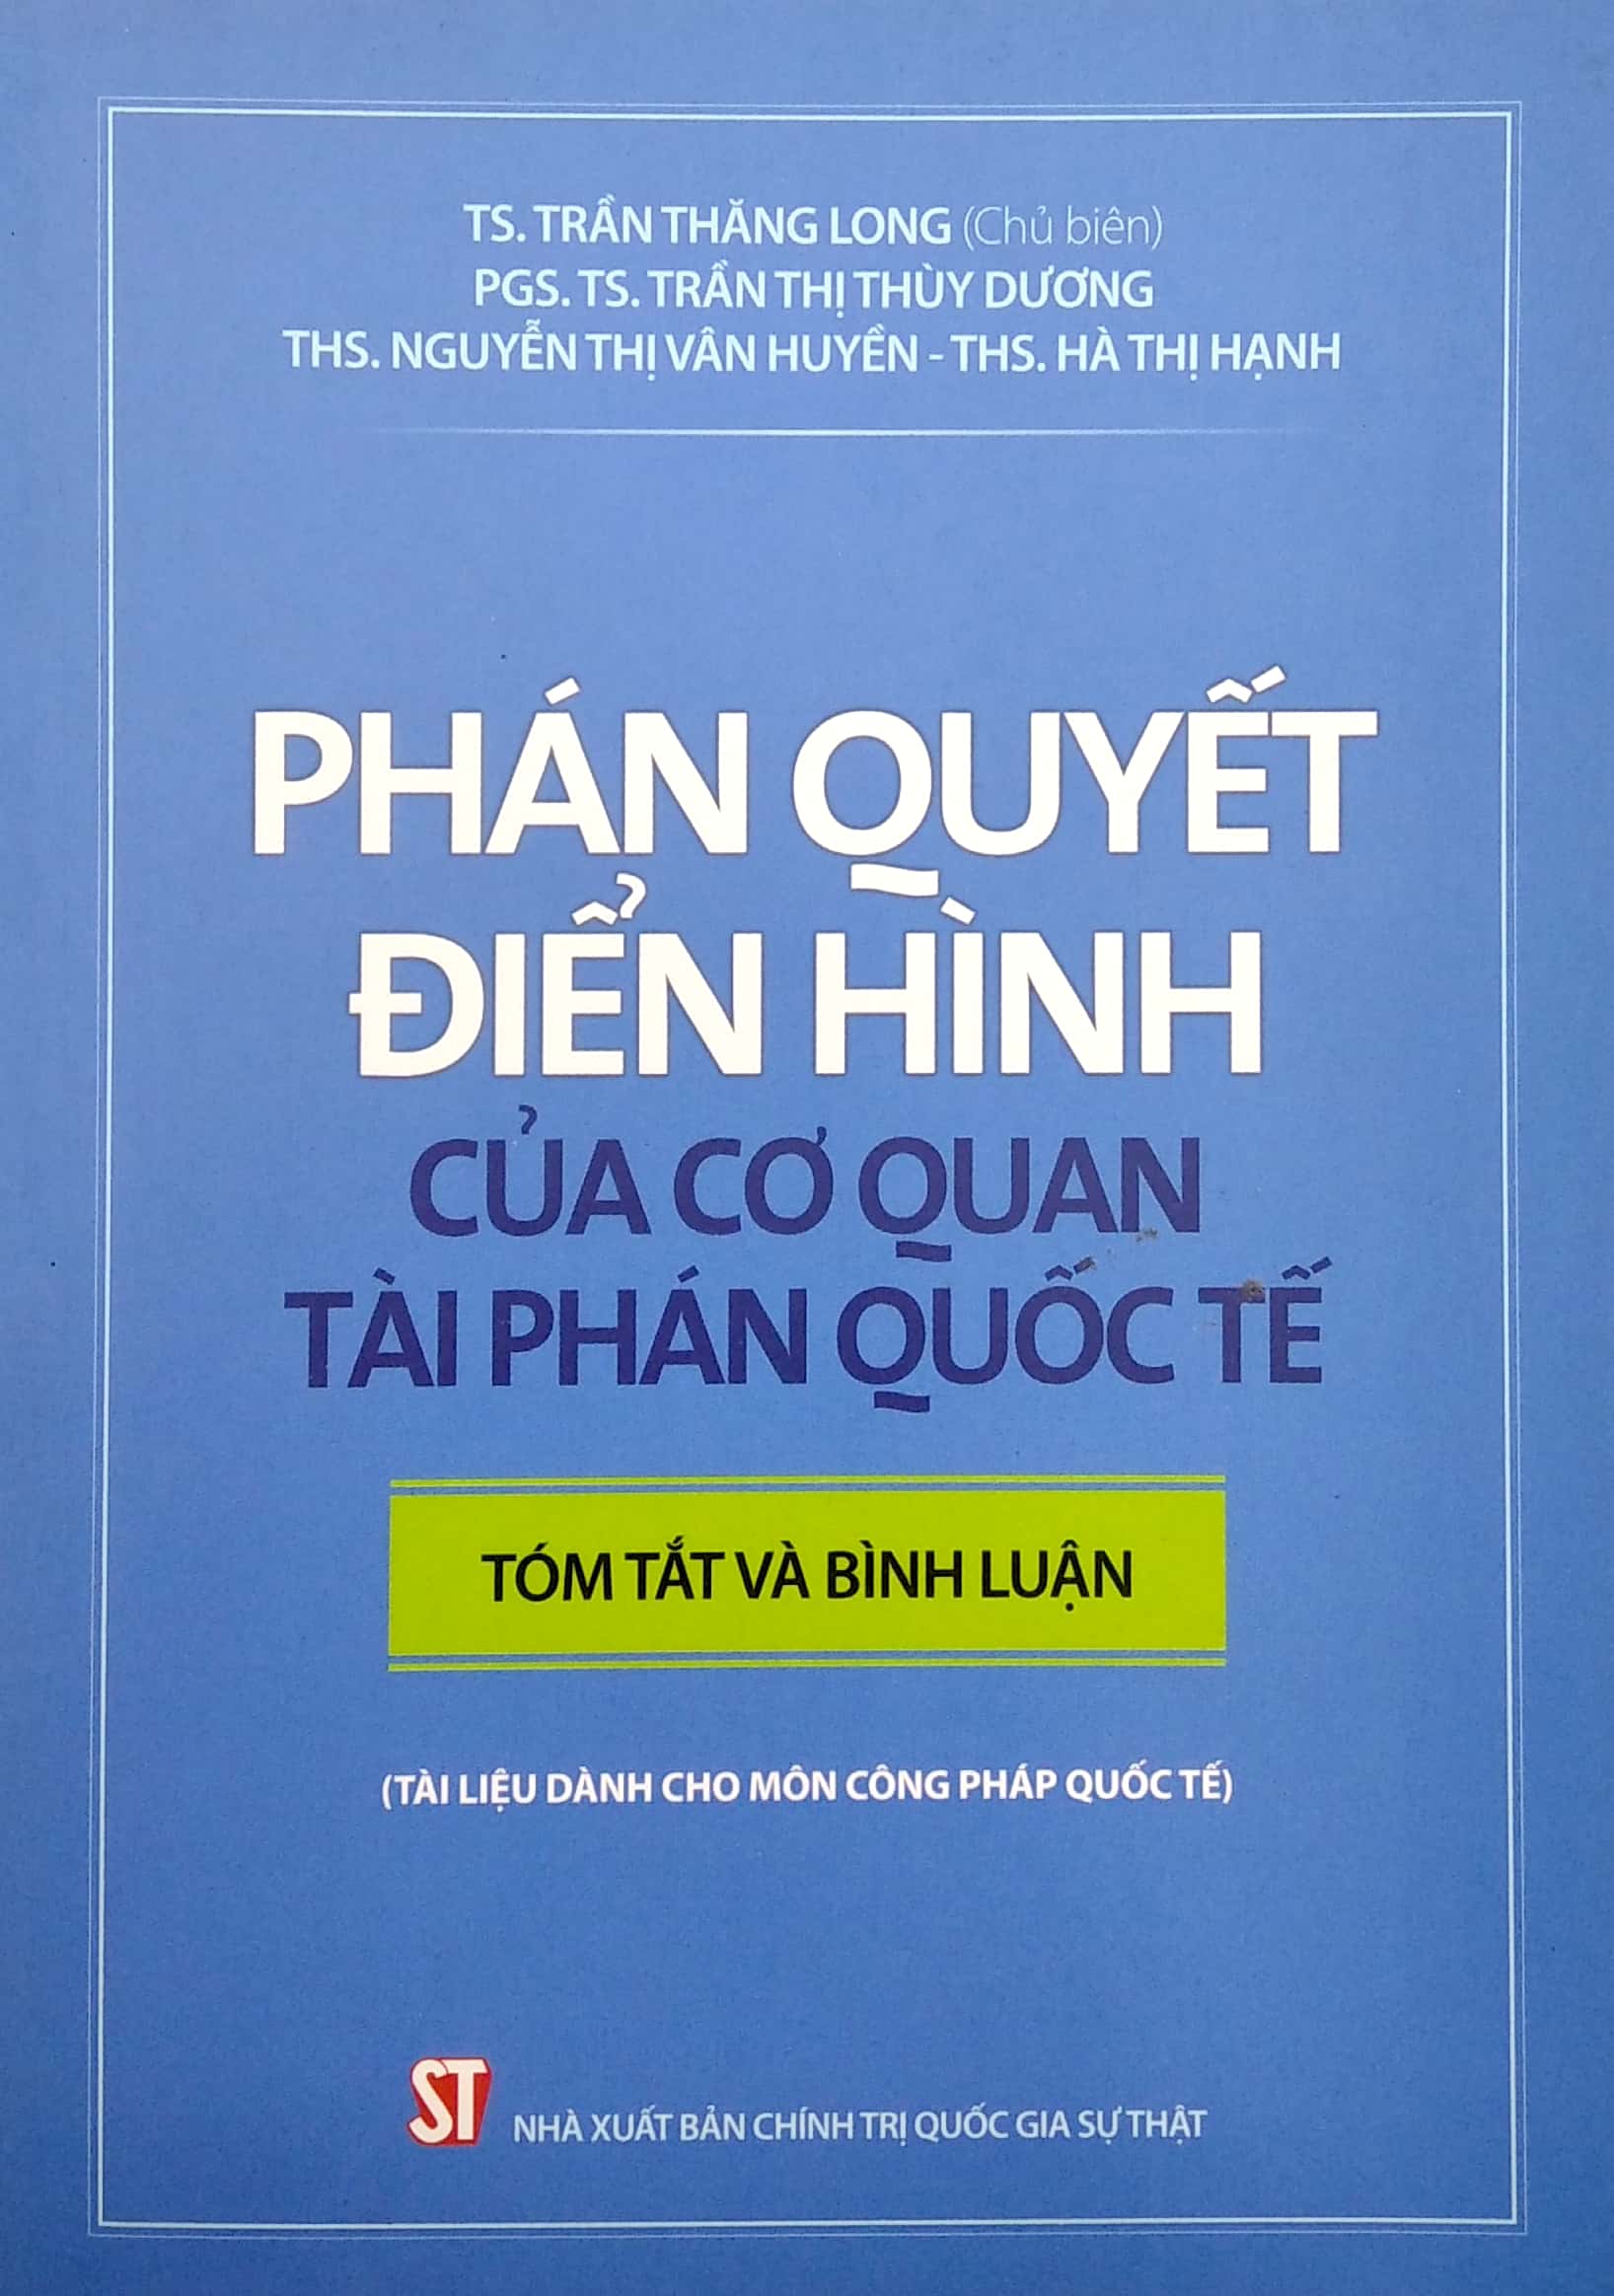 TS. TRẦN THĂNG LONG (Chủ biên)
PGS. TS. TRẦN THỊ THÙY DƯƠNG
THS. NGUYỄN THỊ VÂN HUYỀN - THS. HÀ THỊ HẠNH
PHÁN QUYẾT
ĐIỂN HÌNH
CỦA CƠ QUAN
TÀI PHÁN QUỐC TẾ
TÓM TẮT VÀ BÌNH LUẬN
(TÀI LIỆU DÀNH CHO MÔN CÔNG PHÁP QUỐC TẾ)
ST
NHÀ XUẤT BẢN CHÍNH TRỊ QUỐC GIA SỰ THẬT